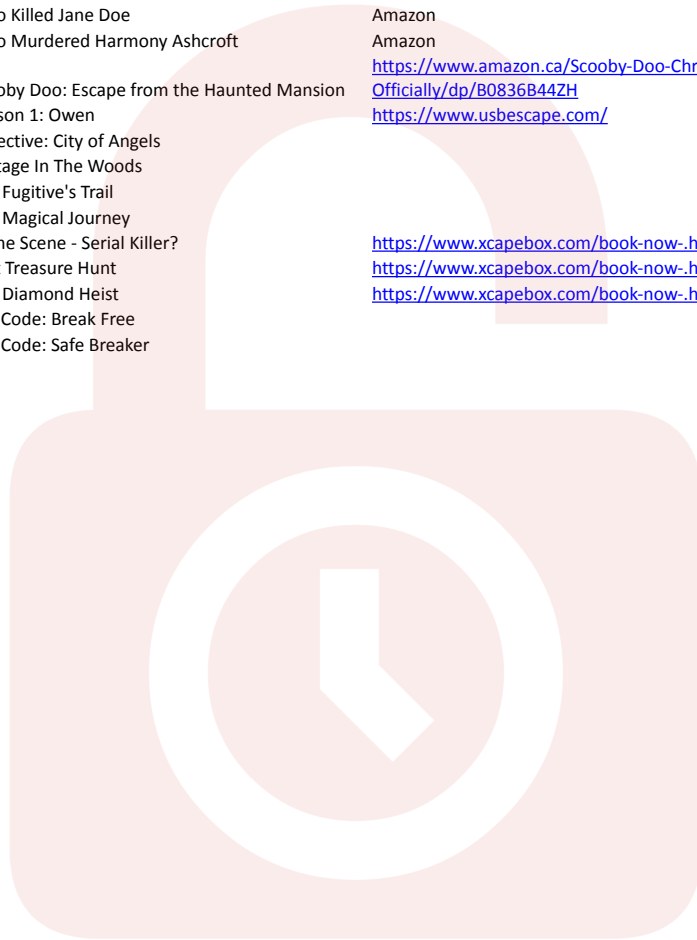 o Killed Jane Doe Amazon
o Murdered Harmony Ashcroft Amazon
https://www.amazon.ca/Scooby-Doo-Chr
oby Doo: Escape from the Haunted Mansion Officially/dp/B0836B44ZH
son 1: Owen https://www.usbescape.com/
ective: City of Angels
tage In The Woods
Fugitive's Trail
Magical Journey
ne Scene - Serial Killer? https://www.xcapebox.com/book-now-.h
t Treasure Hunt https://www.xcapebox.com/book-now-.h
Diamond Heist https://www.xcapebox.com/book-now-.h
Code: Break Free
Code: Safe Breaker